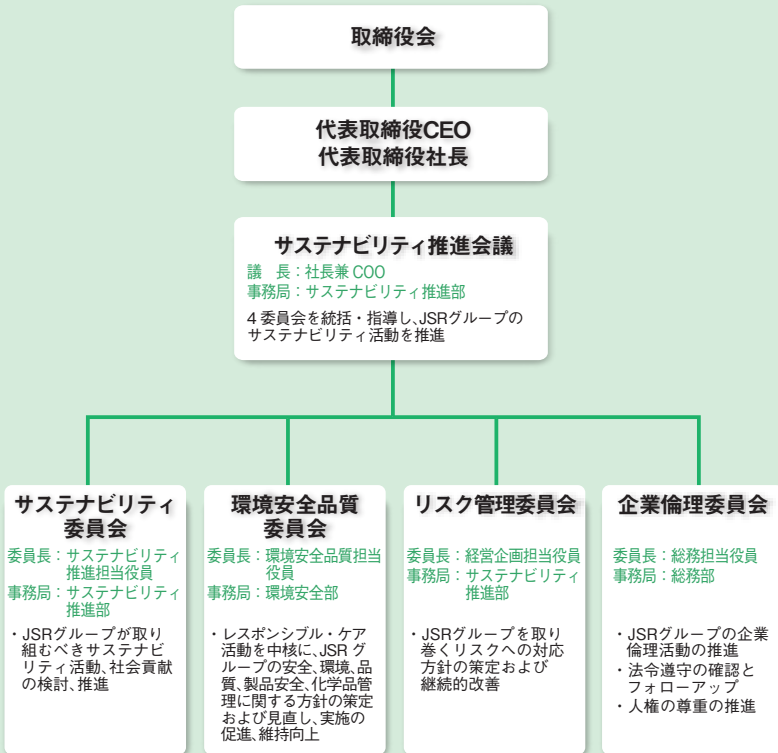 取締役会
代表取締役CEO
代表取締役社長
サステナビリティ推進会議
議　長：社長兼 COO
事務局：サステナビリティ推進部
4 委員会を統括・指導し、JSRグループの
サステナビリティ活動を推進
サステナビリティ
委員会
委員長：サステナビリティ
推進担当役員
事務局：サステナビリティ
推進部
・JSRグループが取り
組むべきサステナビ
リティ活動、社会貢献
の検討、推進
環境安全品質
委員会
委員長：環境安全品質担当
役員
事務局：環境安全部
・レスポンシブル・ケア
活動を中核に、JSR グ
ループの安全、環境、品
質、製品安全、化学品管
理に関する方針の策定
および見直し、実施の
促進、維持向上
リスク管理委員会
委員長：経営企画担当役員
事務局：サステナビリティ
推進部
・JSRグループを取り
巻くリスクへの対応
方針の策定および
継続的改善
企業倫理委員会
委員長：総務担当役員
事務局：総務部
・JSRグループの企業
倫理活動の推進
・法令遵守の確認と
フォローアップ
・人権の尊重の推進